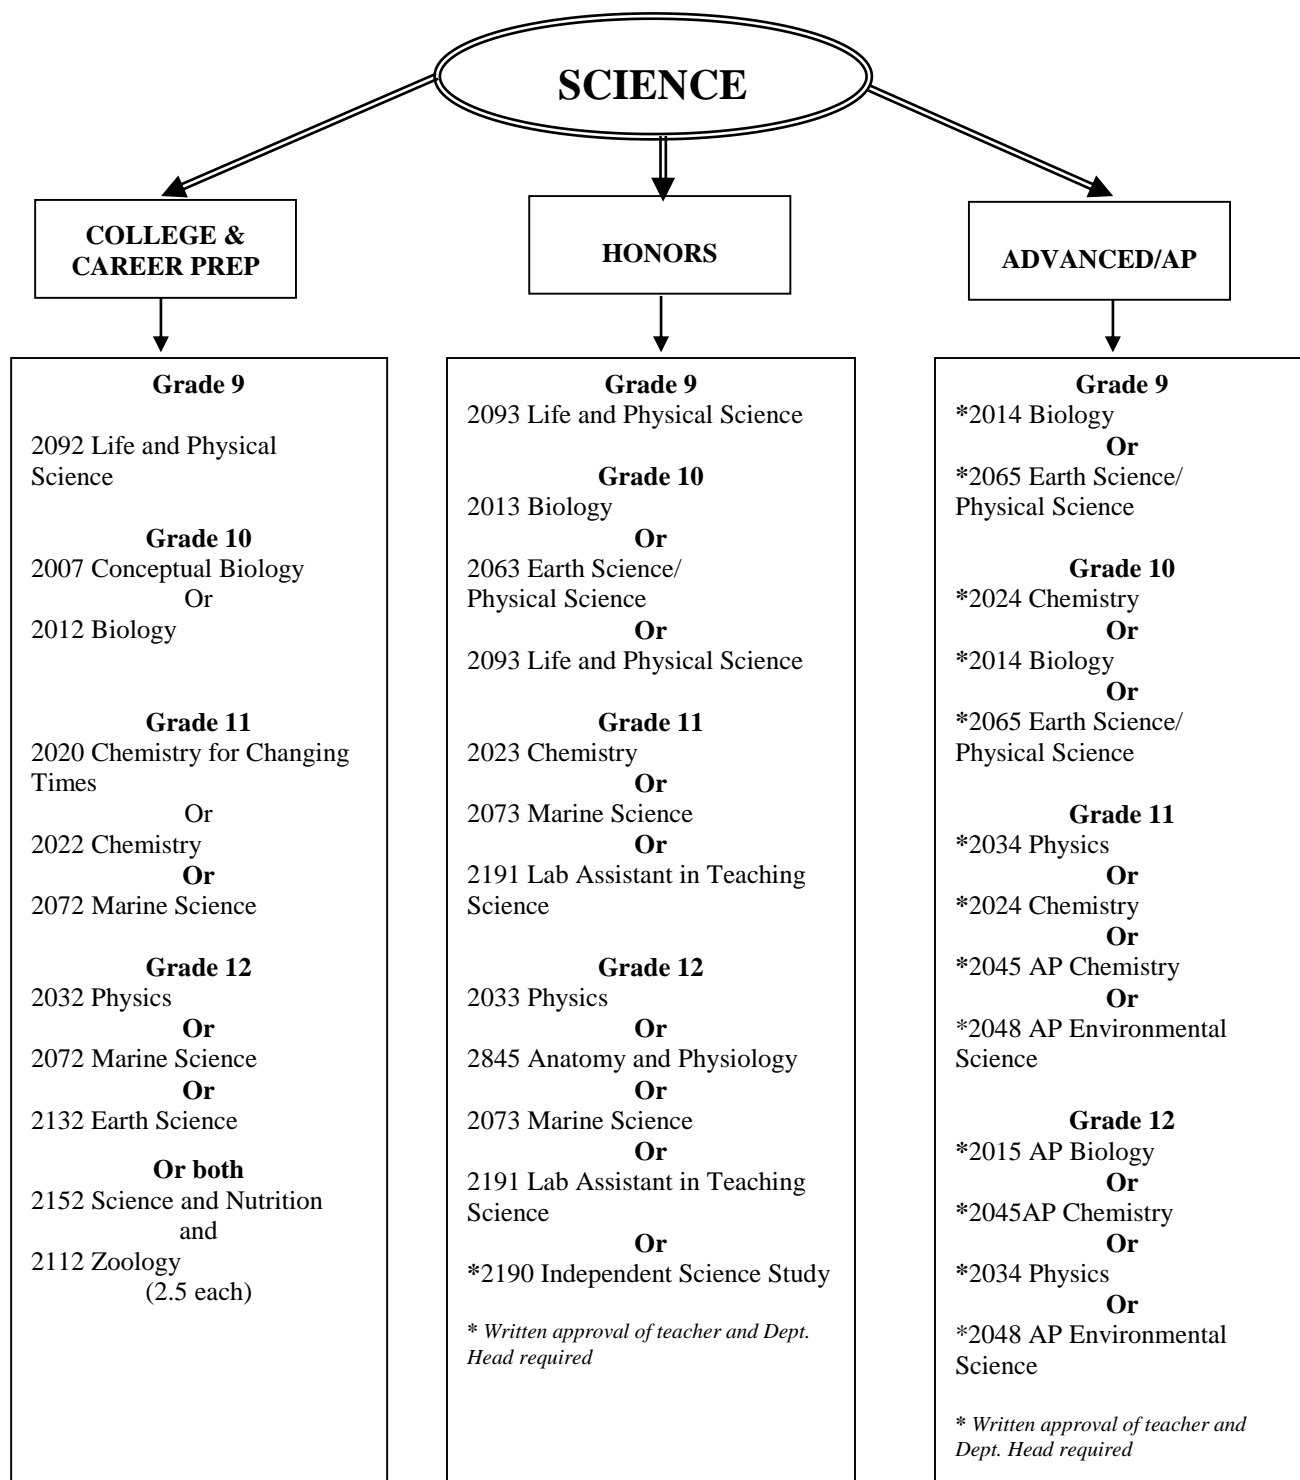 SCIENCE
COLLEGE &
CAREER PREP
HONORS
ADVANCED/AP
Grade 9
2092 Life and Physical
Science
Grade 10
2007 Conceptual Biology
Or
2012 Biology
Grade 11
2020 Chemistry for Changing
Times
Or
2022 Chemistry
Or
2072 Marine Science
Grade 12
2032 Physics
Or
2072 Marine Science
Or
2132 Earth Science
Or both
2152 Science and Nutrition
and
2112 Zoology
(2.5 each)
Grade 9
2093 Life and Physical Science
Grade 10
2013 Biology
Or
2063 Earth Science/
Physical Science
Or
2093 Life and Physical Science
Grade 11
2023 Chemistry
Or
2073 Marine Science
Or
2191 Lab Assistant in Teaching
Science
Grade 12
2033 Physics
Or
2845 Anatomy and Physiology
Or
2073 Marine Science
Or
2191 Lab Assistant in Teaching
Science
Or
*2190 Independent Science Study
* Written approval of teacher and Dept.
Head required
Grade 9
*2014 Biology
Or
*2065 Earth Science/
Physical Science
Grade 10
*2024 Chemistry
Or
*2014 Biology
Or
*2065 Earth Science/
Physical Science
Grade 11
*2034 Physics
Or
*2024 Chemistry
Or
*2045 AP Chemistry
Or
*2048 AP Environmental
Science
Grade 12
*2015 AP Biology
Or
*2045AP Chemistry
Or
*2034 Physics
Or
*2048 AP Environmental
Science
* Written approval of teacher and
Dept. Head required